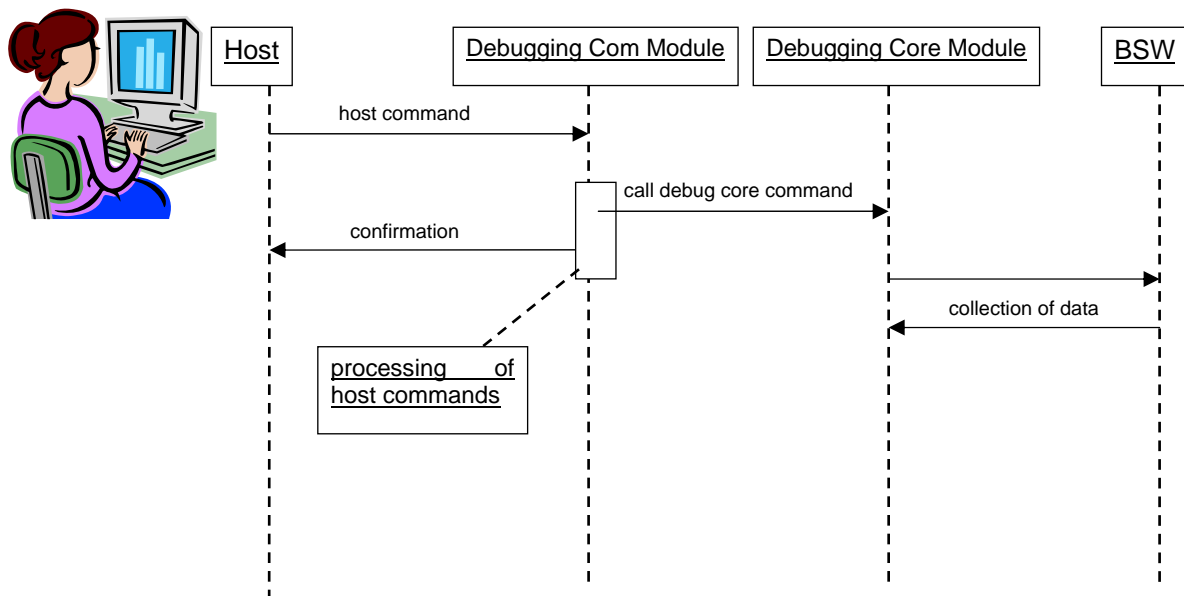 Host
Debugging Com Module
Debugging Core Module
BSW
host command
call debug core command
confirmation
collection of data
processing of
host commands